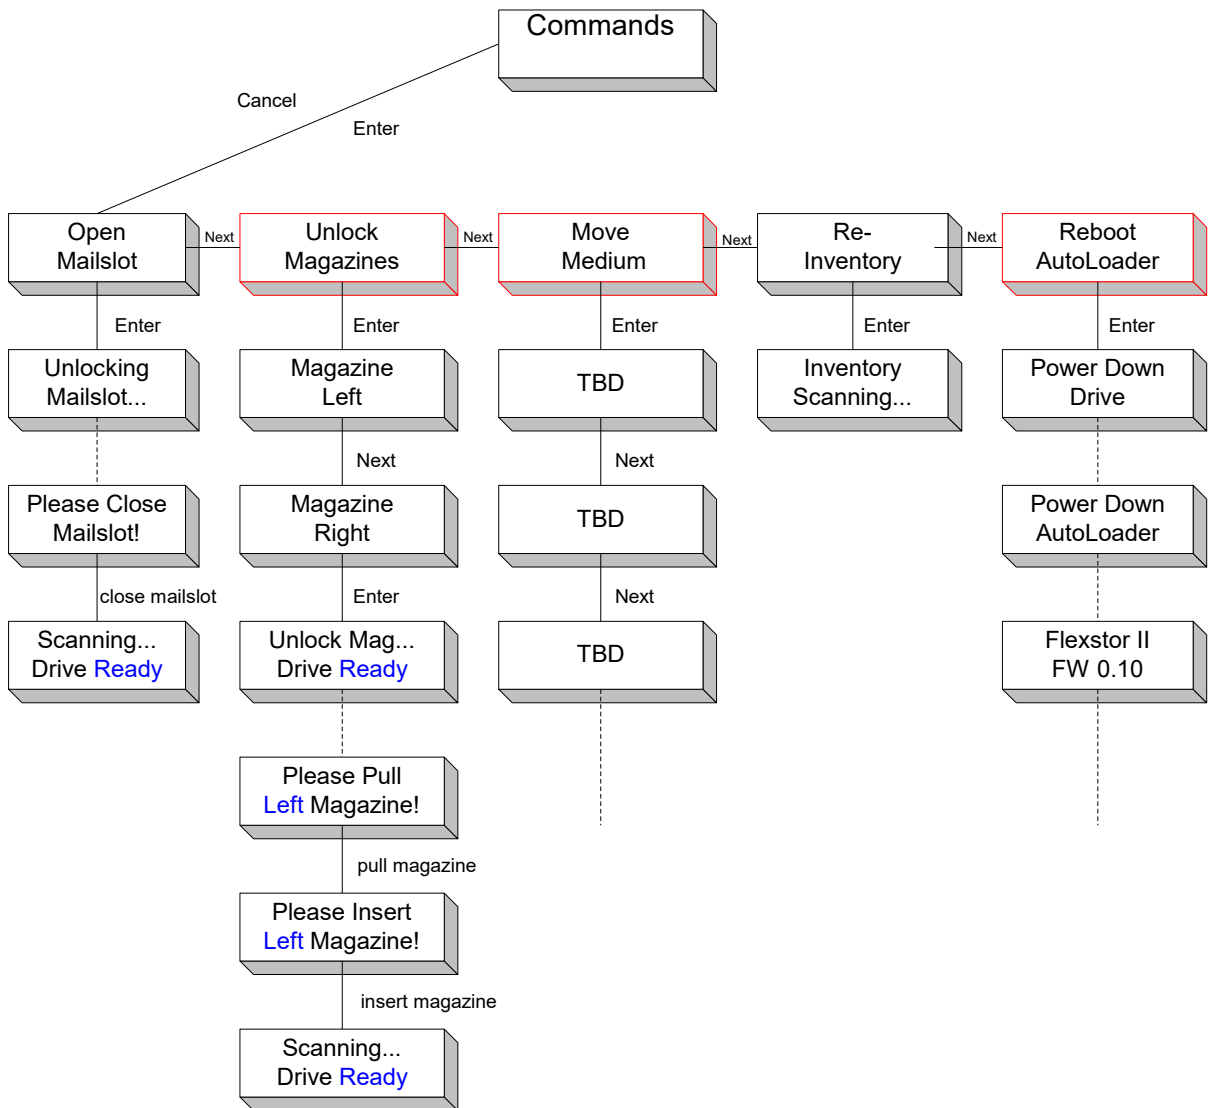 Commands
Cancel
Enter
Open
Mailslot
Next
Unlock
Magazines
Next
Move
Medium
Next
Re-
Inventory
Next
Reboot
AutoLoader
Enter
Enter
Enter
Enter
Enter
Unlocking
Mailslot...
Magazine
Left
TBD
Inventory
Scanning...
Power Down
Drive
Next
Next
Please Close
Mailslot!
Magazine
Right
TBD
Power Down
AutoLoader
close mailslot
Enter
Next
Scanning...
Drive Ready
Unlock Mag...
Drive Ready
TBD
Flexstor II
FW 0.10
Please Pull
Left Magazine!
pull magazine
Please Insert
Left Magazine!
insert magazine
Scanning...
Drive Ready